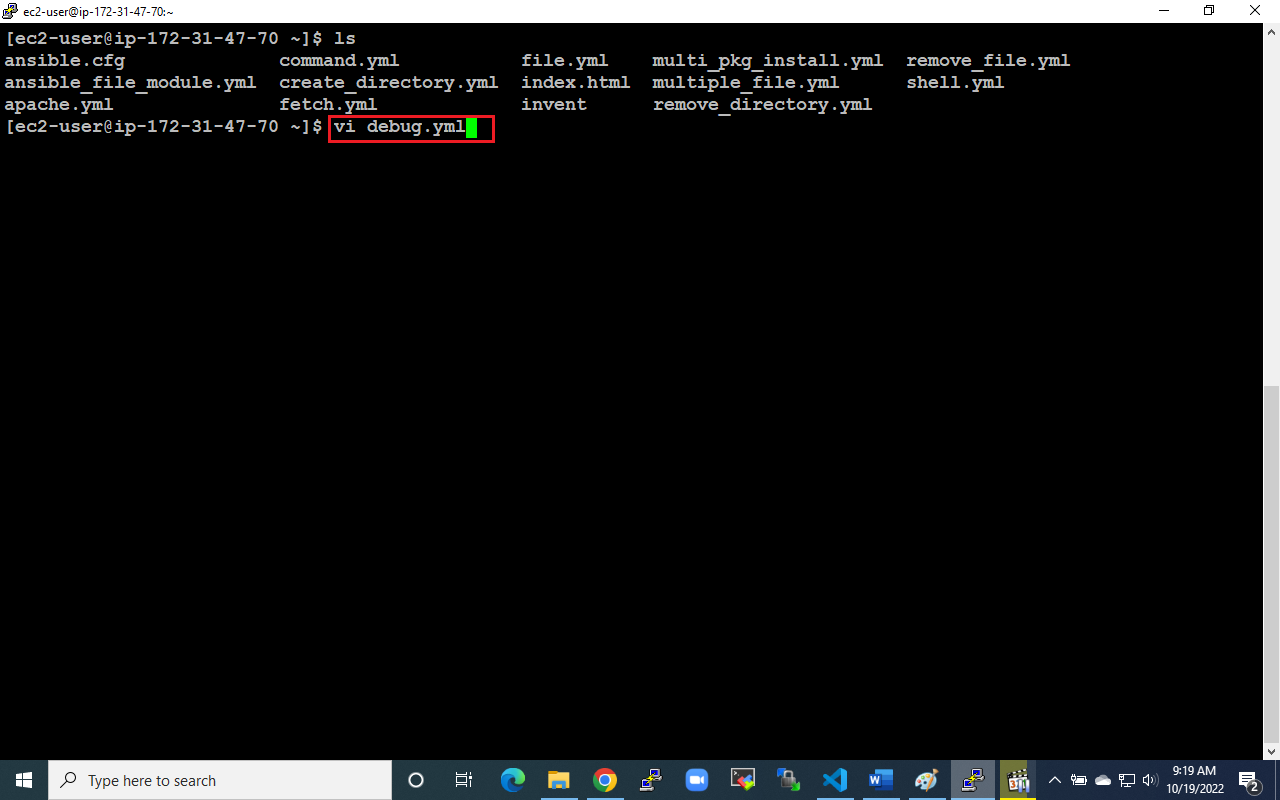 ec2-user@ip-172-31-47-70:~
[ec2-user@ip-172-31-47-70 ~]$ ls
ansible.cfg command.yml file.yml multi_pkg_install.yml remove_file.yml
ansible_file_module.yml create_directory.yml index.html multiple_file.yml shell.yml
apache.yml fetch.yml invent remove_directory.yml
[ec2-user@ip-172-31-47-70 ~]$ vi debug.yml
Type here to search
9:19 AM
10/19/2022
2